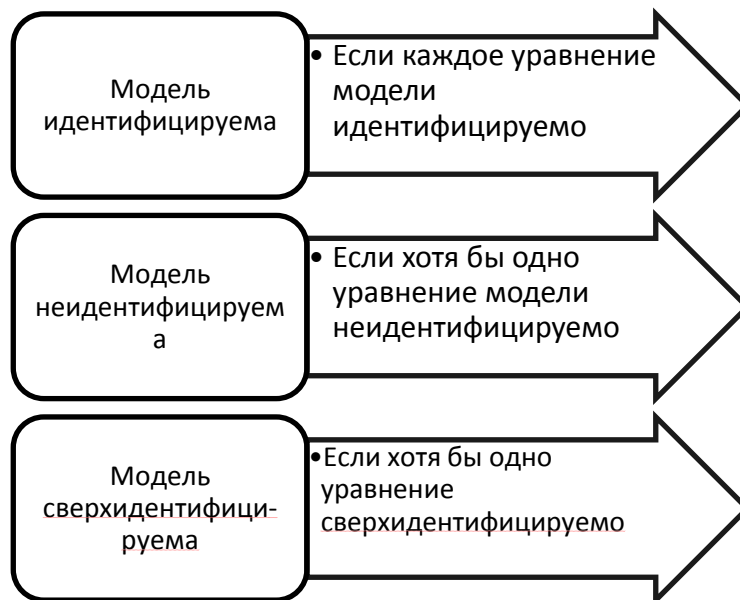 Модель
идентифицируема
• Если каждое уравнение
модели
идентифицируемо
Модель
неидентифицируем
а
• Если хотя бы одно
уравнение модели
неидентифицируемо
Модель
сверхидентифици-
руема
•Если хотя бы одно
уравнение
сверхидентифицируемо